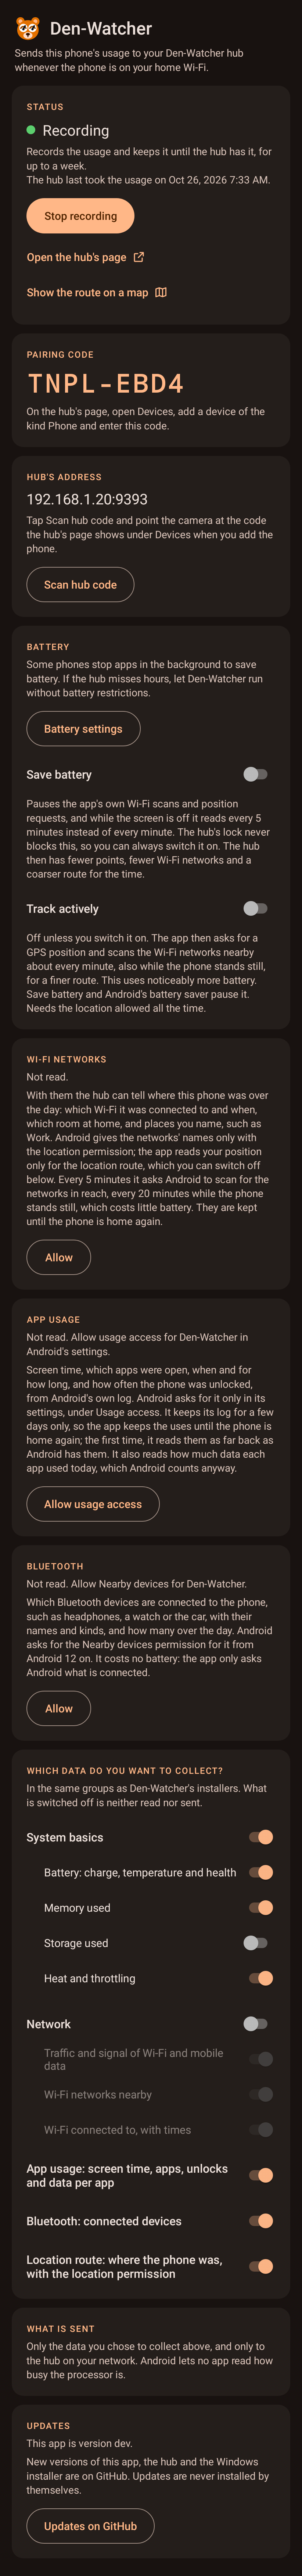 Den-Watcher
Sends this phone's usage to your Den-Watcher hub
whenever the phone is on your home Wi-Fi.
STATUS
Recording
Records the usage and keeps it until the hub has it, for
up to a week.
The hub last took the usage on Oct 26, 2026 7:33 AM.
Stop recording
Open the hub's page
Show the route on a map
PAIRING CODE
TNPL-EBD4
On the hub's page, open Devices, add a device of the
kind Phone and enter this code.
HUB'S ADDRESS
192.168.1.20:9393
Tap Scan hub code and point the camera at the code
the hub's page shows under Devices when you add the
phone.
Scan hub code
BATTERY
Some phones stop apps in the background to save
battery. If the hub misses hours, let Den-Watcher run
without battery restrictions.
Battery settings
Save battery
Pauses the app's own Wi-Fi scans and position
requests, and while the screen is off it reads every 5
minutes instead of every minute. The hub's lock never
blocks this, so you can always switch it on. The hub
then has fewer points, fewer Wi-Fi networks and a
coarser route for the time.
Track actively
Off unless you switch it on. The app then asks for a
GPS position and scans the Wi-Fi networks nearby
about every minute, also while the phone stands still,
for a finer route. This uses noticeably more battery.
Save battery and Android's battery saver pause it.
Needs the location allowed all the time.
WI-FI NETWORKS
Not read.
With them the hub can tell where this phone was over
the day: which Wi-Fi it was connected to and when,
which room at home, and places you name, such as
Work. Android gives the networks' names only with
the location permission; the app reads your position
only for the location route, which you can switch off
below. Every 5 minutes it asks Android to scan for the
networks in reach, every 20 minutes while the phone
stands still, which costs little battery. They are kept
until the phone is home again.
Allow
APP USAGE
Not read. Allow usage access for Den-Watcher in
Android's settings.
Screen time, which apps were open, when and for
how long, and how often the phone was unlocked,
from Android's own log. Android asks for it only in its
settings, under Usage access. It keeps its log for a few
days only, so the app keeps the uses until the phone is
home again; the first time, it reads them as far back as
Android has them. It also reads how much data each
app used today, which Android counts anyway.
Allow usage access
BLUETOOTH
Not read. Allow Nearby devices for Den-Watcher.
Which Bluetooth devices are connected to the phone,
such as headphones, a watch or the car, with their
names and kinds, and how many over the day. Android
asks for the Nearby devices permission for it from
Android 12 on. It costs no battery: the app only asks
Android what is connected.
Allow
WHICH DATA DO YOU WANT TO COLLECT?
In the same groups as Den-Watcher's installers. What
is switched off is neither read nor sent.
System basics
Battery: charge, temperature and health
Memory used
Storage used
Heat and throttling
Network
Traffic and signal of Wi-Fi and mobile
data
Wi-Fi networks nearby
Wi-Fi connected to, with times
App usage: screen time, apps, unlocks
and data per app
Bluetooth: connected devices
Location route: where the phone was,
with the location permission
WHAT IS SENT
Only the data you chose to collect above, and only to
the hub on your network. Android lets no app read how
busy the processor is.
UPDATES
This app is version dev.
New versions of this app, the hub and the Windows
installer are on GitHub. Updates are never installed by
themselves.
Updates on GitHub